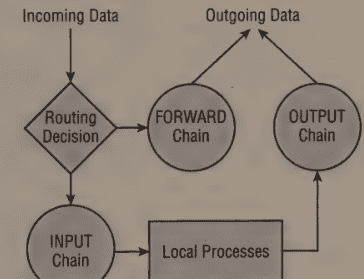 Incoming Data
Outgoing Data
Routing
Decision
FORWARD
Chain
OUTPUT
Chain
INPUT
Chain
Local Processes